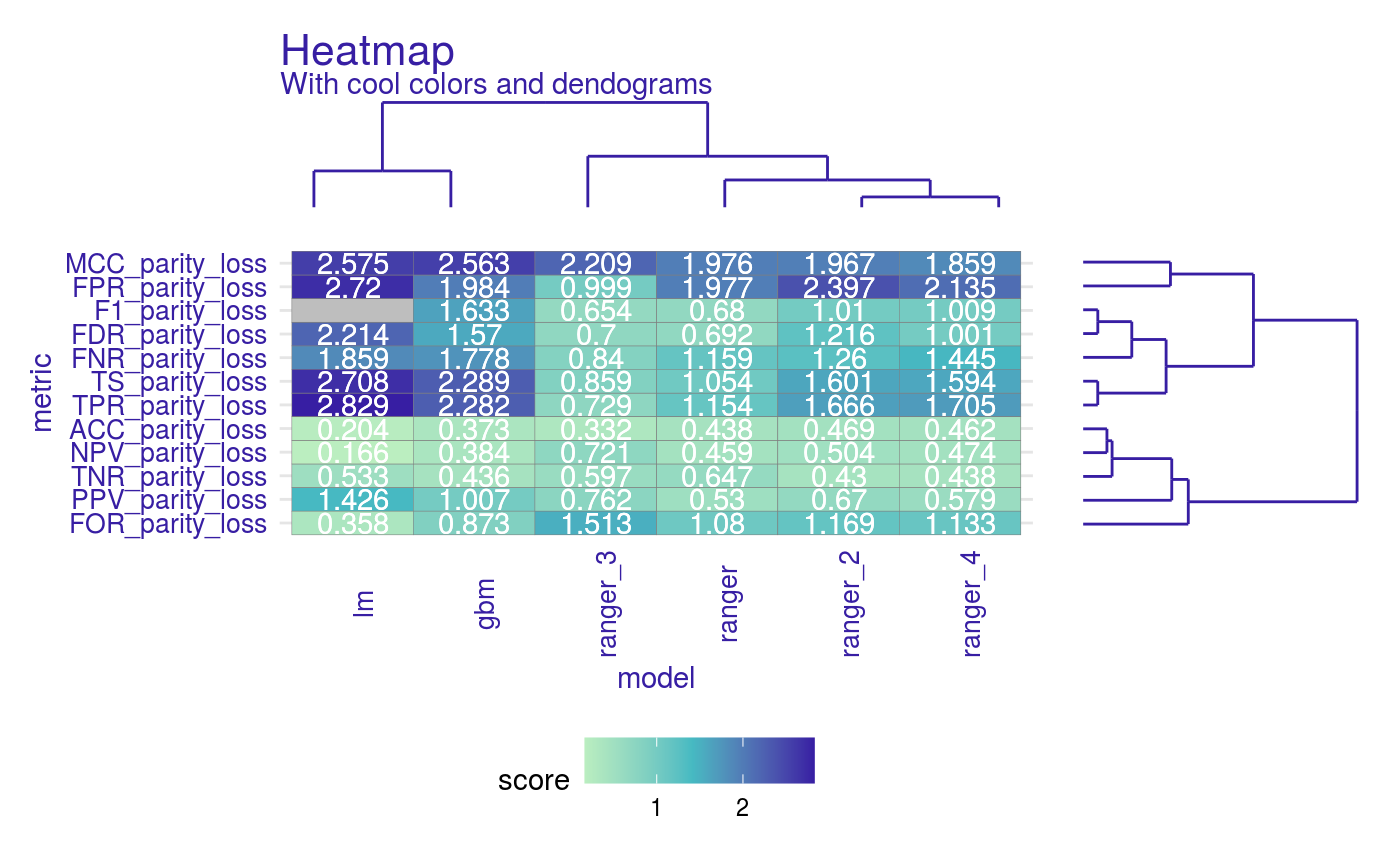 Heatmap
With cool colors and dendograms
MCC_parity_loss 2.575 2.563 2.209 1.976 1.967 1.859
FPR_parity_loss 2.72 1.984 0.999 1.977 2.397 2.135
F1_parity_loss 1.633 0.654 0.68 1.01 1.009
FDR_parity_loss 2.214 1.57 0.7 0.692 1.216 1.001
FNR_parity_loss 1.859 1.778 0.84 1.159 1.26 1.445
TS_parity_loss 2.708 2.289 0.859 1.054 1.601 1.594
TPR_parity_loss 2.829 2.282 0.729 1.154 1.666 1.705
ACC_parity_loss 0.204 0.373 0.332 0.438 0.469 0.462
NPV_parity_loss 0.166 0.384 0.721 0.459 0.504 0.474
TNR_parity_loss 0.533 0.436 0.597 0.647 0.43 0.438
PPV_parity_loss 1.426 1.007 0.762 0.53 0.67 0.579
FOR_parity_loss 0.358 0.873 1.513 1.08 1.169 1.133
metric
lm gbm ranger_3 ranger ranger_2 ranger_4
model
score
1 2